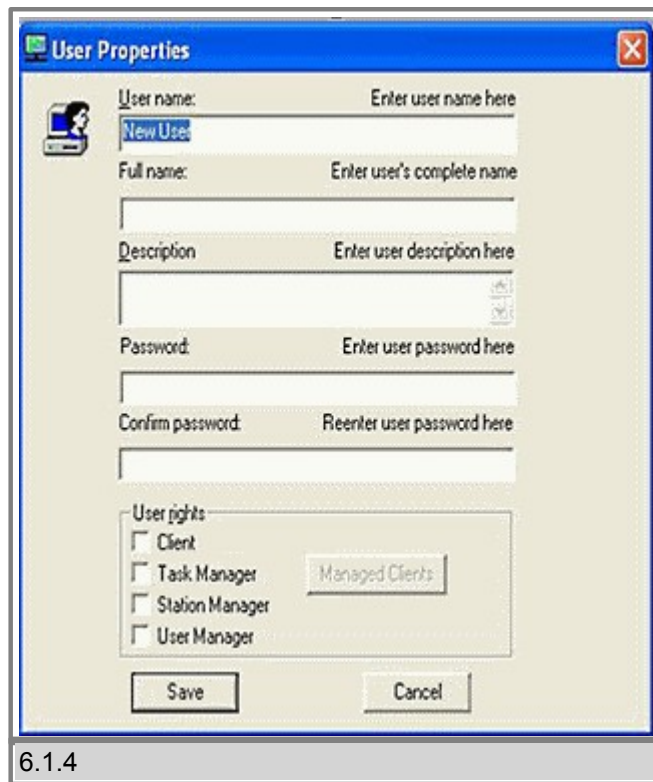 User Properties
User name: Enter user name here
New User
Full name: Enter user's complete name
Description Enter user description here
Password: Enter user password here
Confirm password: Reenter user password here
User rights
Client
Task Manager Managed Clients
Station Manager
User Manager
Save Cancel
6.1.4